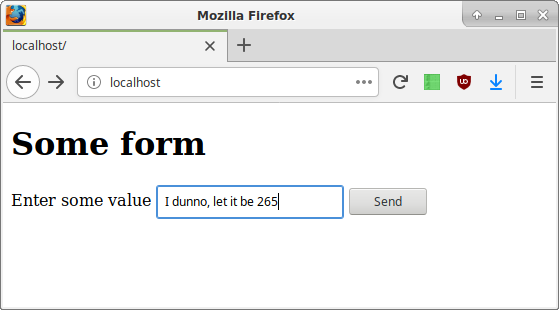 Mozilla Firefox
localhost/
localhost
Some form
Enter some value I dunno, let it be 265 Send